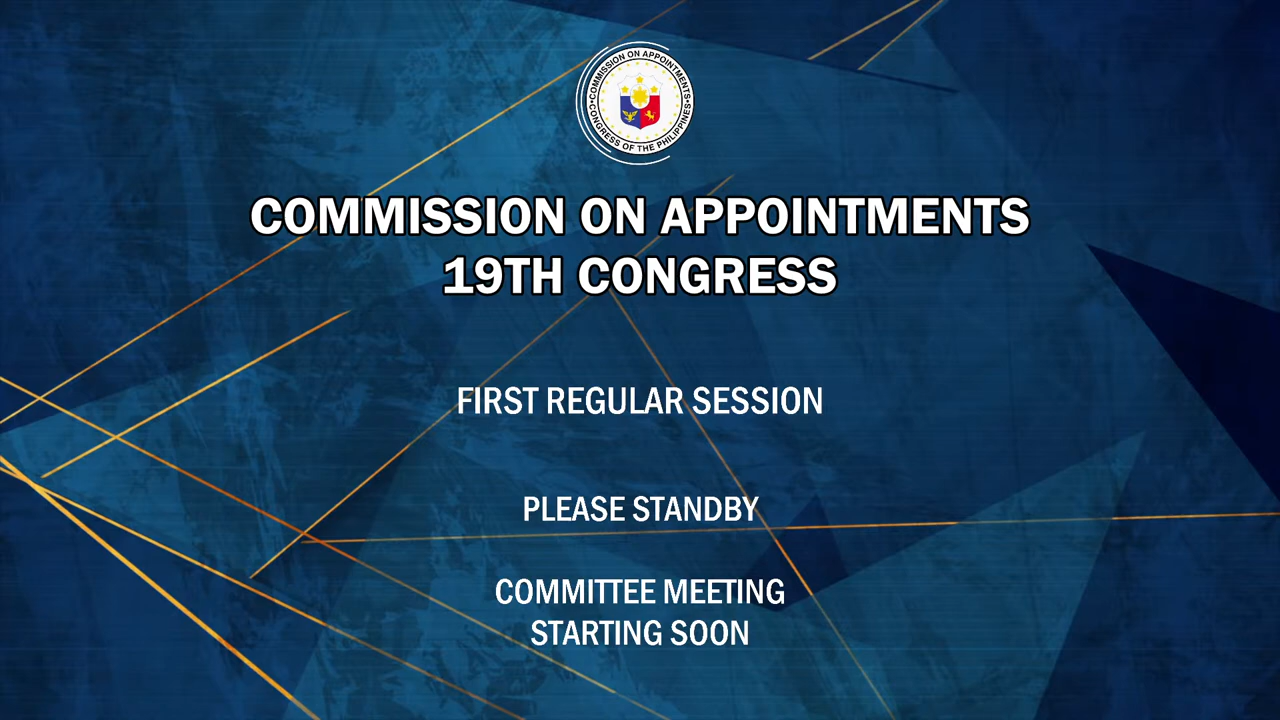 •COMMISSION ON APPOINTMENTS•
CONGRESS OF THE PHILIPPINES
COMMISSION ON APPOINTMENTS
19TH CONGRESS
FIRST REGULAR SESSION
PLEASE STANDBY
COMMITTEE MEETING
STARTING SOON